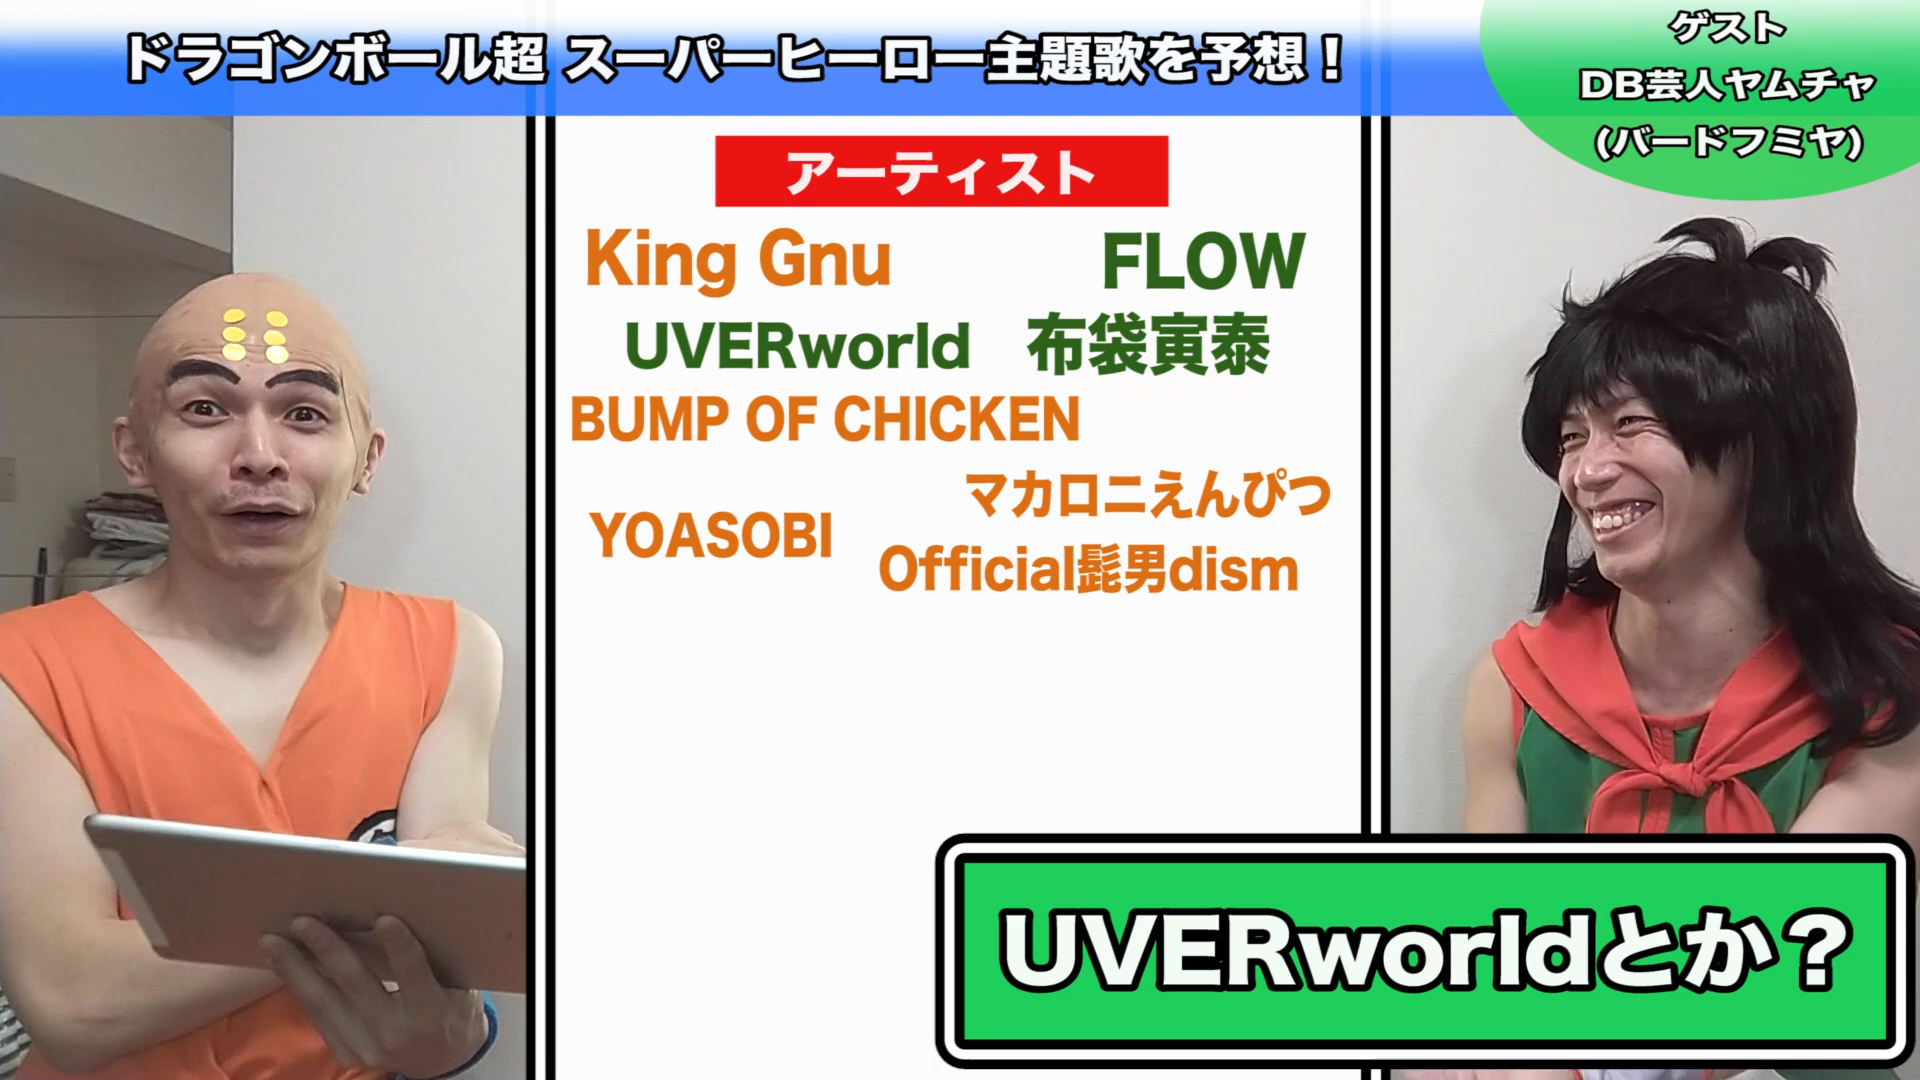 ドラゴンボール超 スーパーヒーロー主題歌を予想！
ゲスト
DB芸人ヤムチャ
(バードフミヤ)
アーティスト
King Gnu
FLOW
UVERworld
布袋寅泰
BUMP OF CHICKEN
マカロニえんぴつ
YOASOBI
Official髭男dism
UVERworldとか？